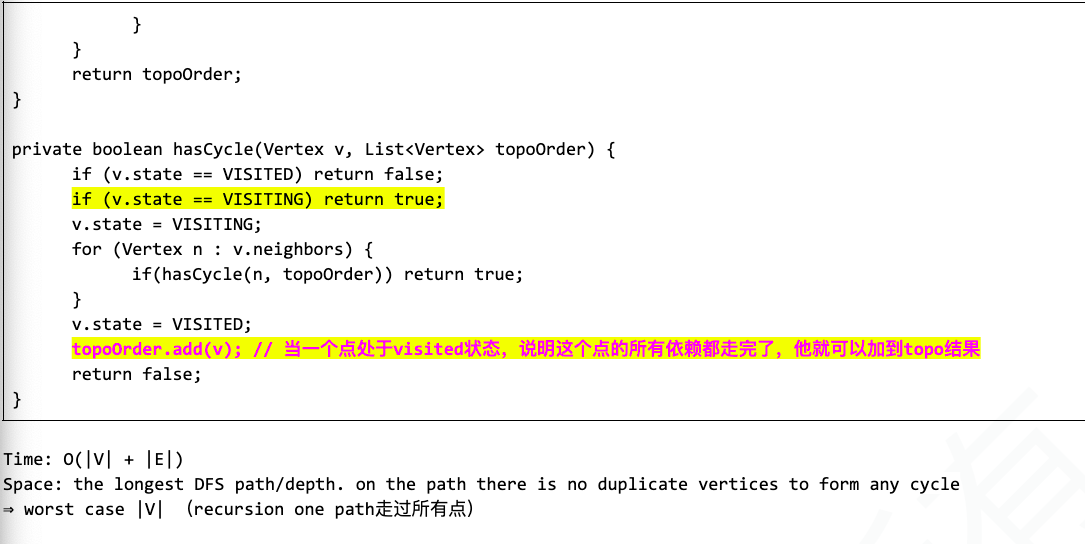 }
}
return topoOrder;
}
private boolean hasCycle(Vertex v, List<Vertex> topoOrder) {
if (v.state == VISITED) return false;
if (v.state == VISITING) return true;
v.state = VISITING;
for (Vertex n : v.neighbors) {
if(hasCycle(n, topoOrder)) return true;
}
v.state = VISITED;
topoOrder.add(v); // 当一个点处于visited状态，说明这个点的所有依赖都走完了，他就可以加到topo结果
return false;
}
Time: O(|V| + |E|)
Space: the longest DFS path/depth. on the path there is no duplicate vertices to form any cycle
⇒ worst case |V| （recursion one path走过所有点）